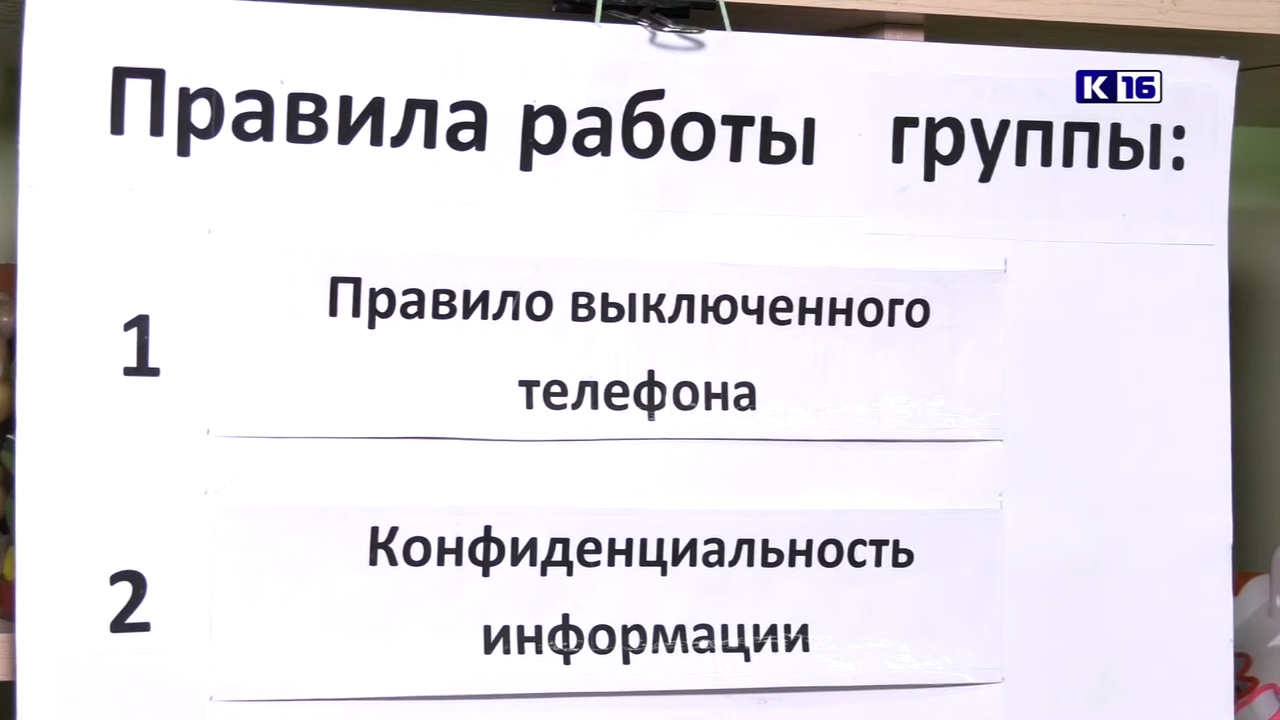 К 16
Правила работы группы:
1
Правило выключенного
телефона
2
Конфиденциальность
информации